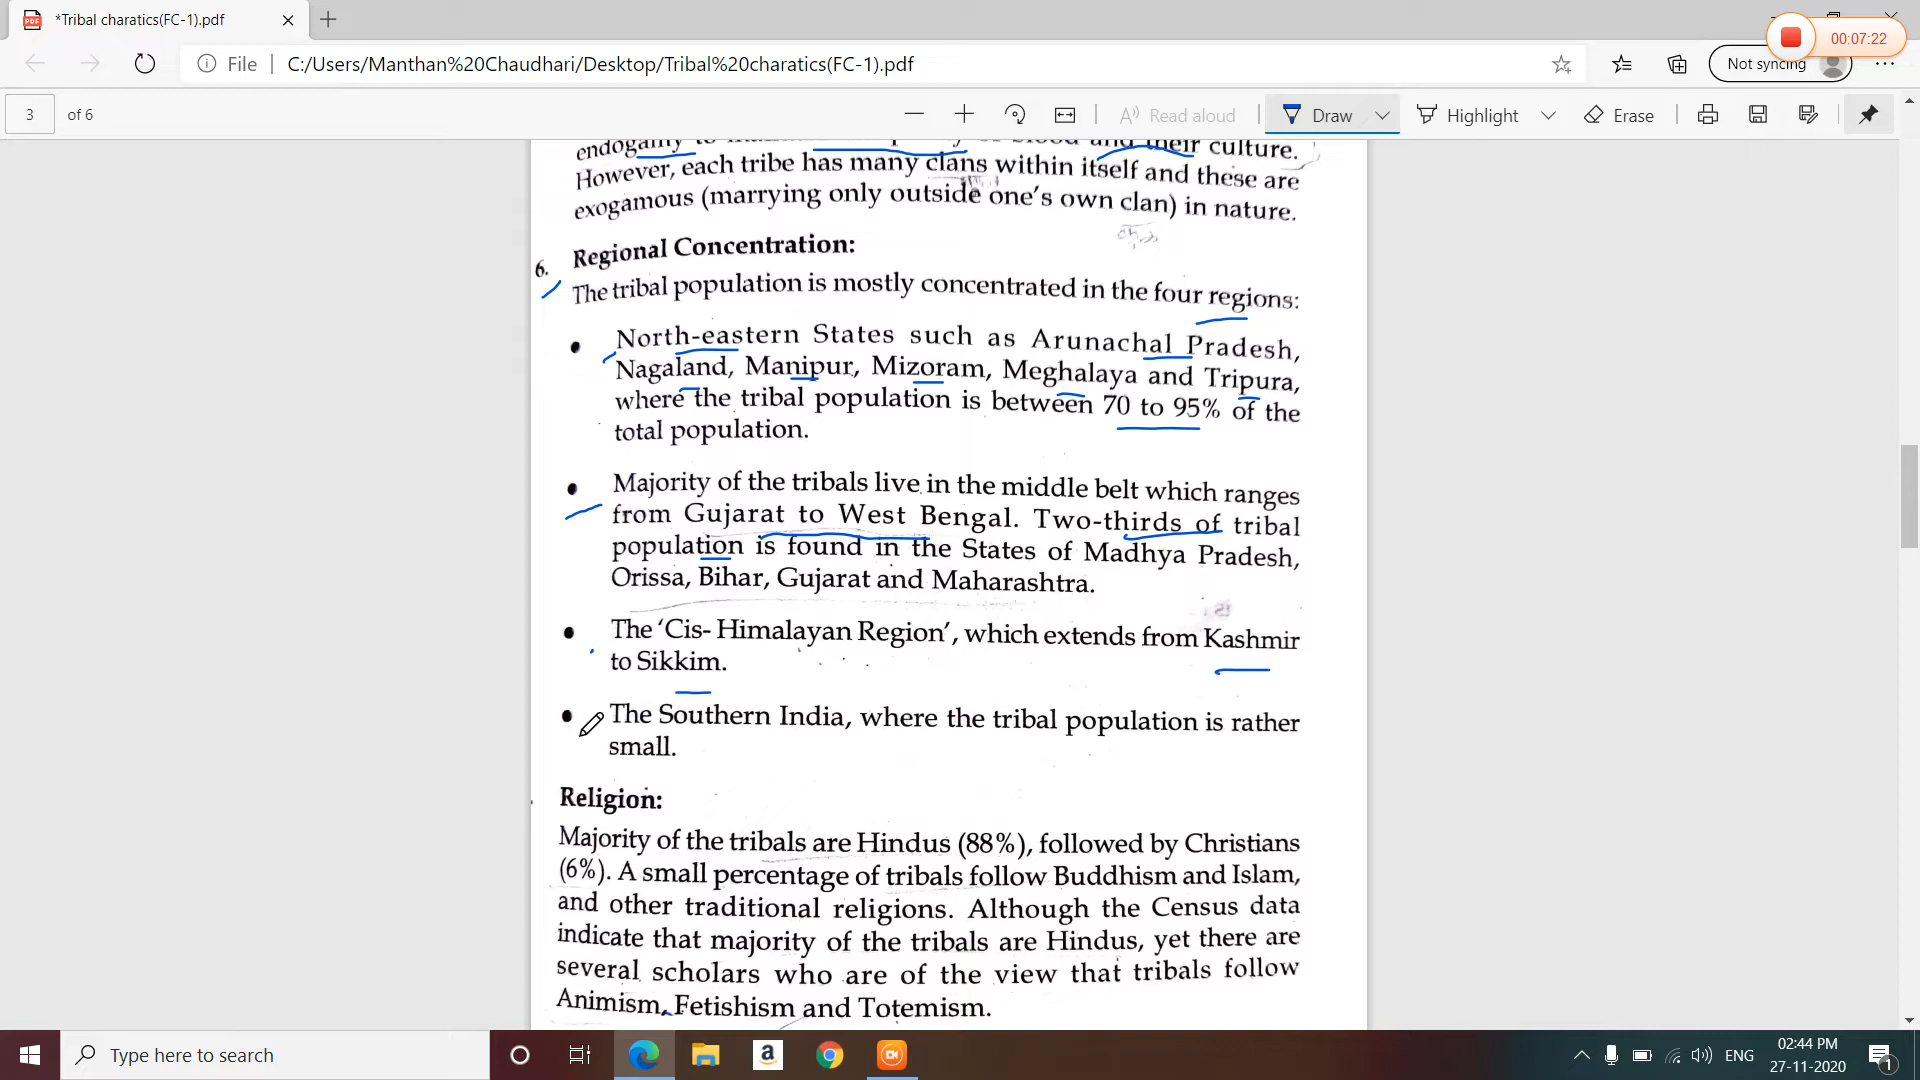 *Tribal charatics(FC-1).pdf
00:07:22
File
C:/Users/Manthan%20Chaudhari/Desktop/Tribal%20charatics(FC-1).pdf
Not syncing
3 of 6
Read aloud
Draw
Highlight
Erase
culture.
However, each tribe has many clans within itself and these are
exogamous (marrying only outside one's own clan) in nature.
6. Regional Concentration:
The tribal population is mostly concentrated in the four regions:
• North-eastern States such as Arunachal Pradesh,
Nagaland, Manipur, Mizoram, Meghalaya and Tripura,
where the tribal population is between 70 to 95% of the
total population.
• Majority of the tribals live in the middle belt which ranges
from Gujarat to West Bengal. Two-thirds of tribal
population is found in the States of Madhya Pradesh,
Orissa, Bihar, Gujarat and Maharashtra.
• The 'Cis- Himalayan Region', which extends from Kashmir
to Sikkim.
• The Southern India, where the tribal population is rather
small.
Religion:
Majority of the tribals are Hindus (88%), followed by Christians
(6%). A small percentage of tribals follow Buddhism and Islam,
and other traditional religions. Although the Census data
indicate that majority of the tribals are Hindus, yet there are
several scholars who are of the view that tribals follow
Animism, Fetishism and Totemism.
Type here to search
ENG
02:44 PM
27-11-2020
1